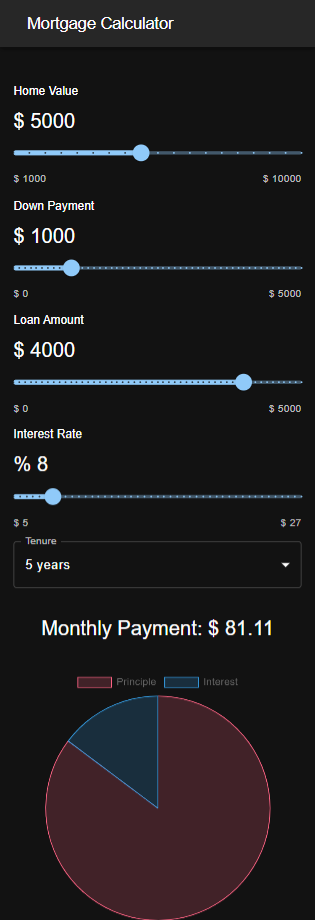 Mortgage Calculator
Home Value
$ 5000
$ 1000 $ 10000
Down Payment
$ 1000
$ 0 $ 5000
Loan Amount
$ 4000
$ 0 $ 5000
Interest Rate
% 8
$ 5 $ 27
Tenure
5 years
Monthly Payment: $ 81.11
Principle Interest